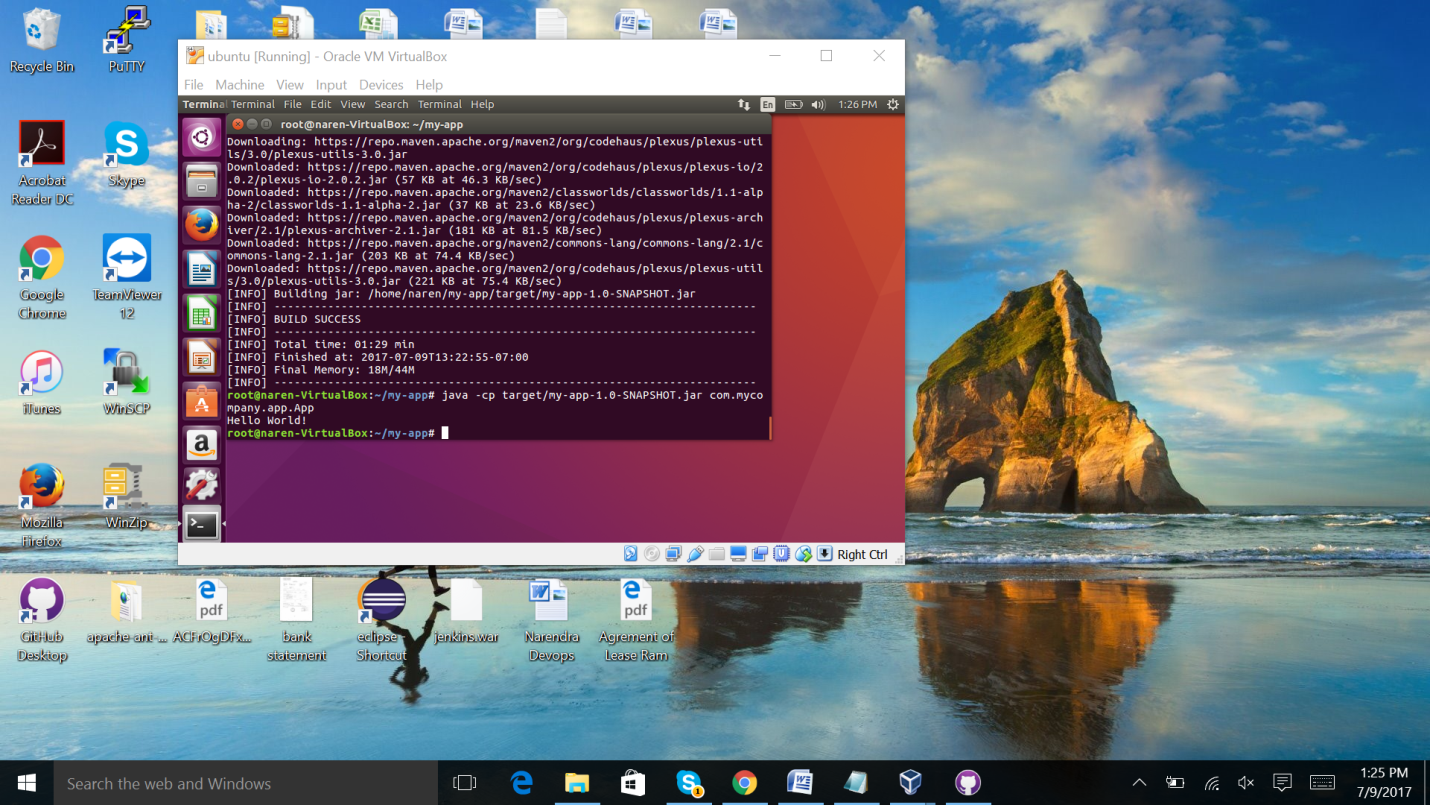 Recycle Bin
PuTTY
Acrobat
Reader DC
Skype
Google
Chrome
TeamViewer
12
iTunes
WinSCP
Mozilla
Firefox
WinZip
ubuntu [Running] - Oracle VM VirtualBox
File Machine View Input Devices Help
Terminal Terminal File Edit View Search Terminal Help
En
1:26 PM
root@naren-VirtualBox: ~/my-app
Downloading: https://repo.maven.apache.org/maven2/org/codehaus/plexus/plexus-uti
ls/3.0/plexus-utils-3.0.jar
Downloaded: https://repo.maven.apache.org/maven2/org/codehaus/plexus/plexus-io/2
.0.2/plexus-io-2.0.2.jar (57 KB at 46.3 KB/sec)
Downloaded: https://repo.maven.apache.org/maven2/classworlds/classworlds/1.1-alp
ha-2/classworlds-1.1-alpha-2.jar (37 KB at 23.6 KB/sec)
Downloaded: https://repo.maven.apache.org/maven2/org/codehaus/plexus/plexus-arch
iver/2.1/plexus-archiver-2.1.jar (181 KB at 81.5 KB/sec)
Downloaded: https://repo.maven.apache.org/maven2/commons-lang/commons-lang/2.1/c
ommons-lang-2.1.jar (203 KB at 74.4 KB/sec)
Downloaded: https://repo.maven.apache.org/maven2/org/codehaus/plexus/plexus-util
s/3.0/plexus-utils-3.0.jar (221 KB at 75.4 KB/sec)
[INFO] Building jar: /home/naren/my-app/target/my-app-1.0-SNAPSHOT.jar
[INFO] ------------------------------------------------------------------------
[INFO] BUILD SUCCESS
[INFO] ------------------------------------------------------------------------
[INFO] Total time: 01:29 min
[INFO] Finished at: 2017-07-09T13:22:55-07:00
[INFO] Final Memory: 18M/44M
[INFO] ------------------------------------------------------------------------
root@naren-VirtualBox:~/my-app# java -cp target/my-app-1.0-SNAPSHOT.jar com.myco
mpany.app.App
Hello World!
root@naren-VirtualBox:~/my-app#
Right Ctrl
GitHub
Desktop
apache-ant-...
pdf
ACFrOgDFx...
bank
statement
eclipse -
Shortcut
jenkins.war
Narendra
Devops
pdf
Agrement of
Lease Ram
Search the web and Windows
1:25 PM
7/9/2017